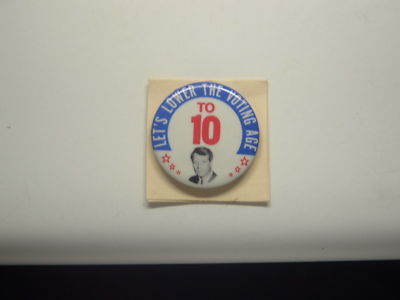 LET'S LOWER THE VOTING AGE
TO
10